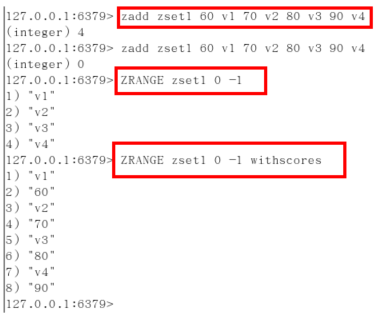 127.0.0.1:6379> zadd zset1 60 v1 70 v2 80 v3 90 v4
(integer) 4
127.0.0.1:6379> zadd zset1 60 v1 70 v2 80 v3 90 v4
(integer) 0
127.0.0.1:6379> ZRANGE zset1 0 -1
1) "v1"
2) "v2"
3) "v3"
4) "v4"
127.0.0.1:6379> ZRANGE zset1 0 -1 withscores
1) "v1"
2) "60"
3) "v2"
4) "70"
5) "v3"
6) "80"
7) "v4"
8) "90"
127.0.0.1:6379>